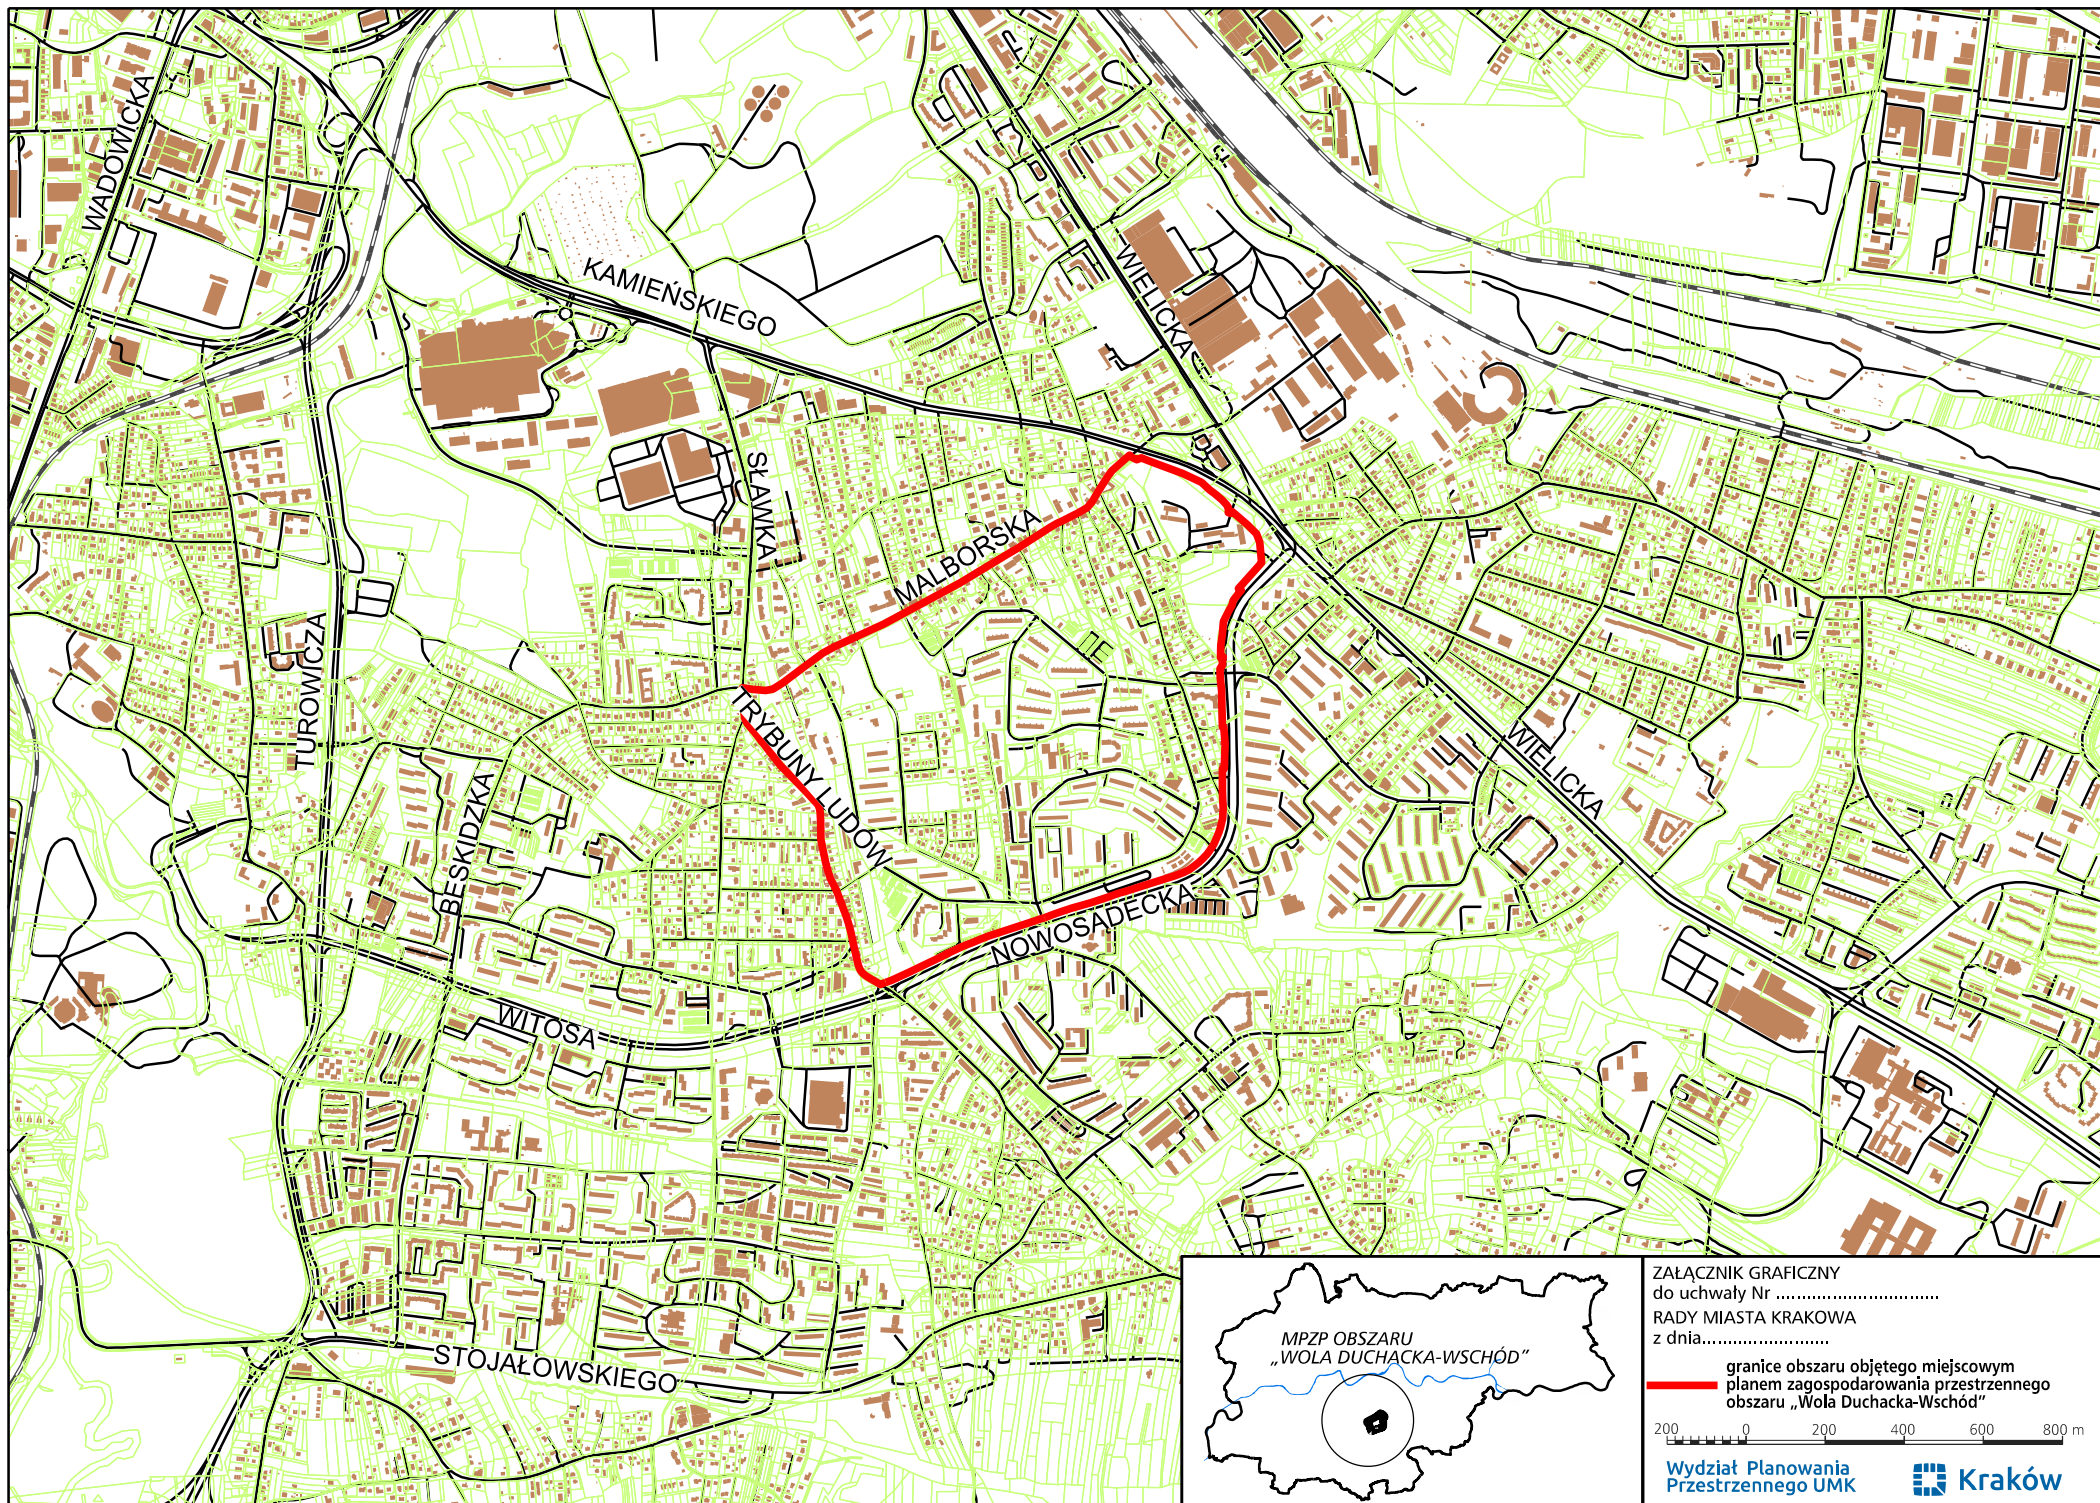 WADOWICKA
KAMIEŃSKIEGO
WIELICKA
SŁAWKA
MALBORSKA
TUROWICZA
TRYBUNY LUDÓW
BESKIDZKA
WIELICKA
NOWOSĄDECKA
WITOSA
STOJAŁOWSKIEGO
MPZP OBSZARU
„WOLA DUCHACKA-WSCHÓD”
ZAŁĄCZNIK GRAFICZNY
do uchwały Nr ................................
RADY MIASTA KRAKOWA
z dnia.........................
granice obszaru objętego miejscowym
planem zagospodarowania przestrzennego
obszaru „Wola Duchacka-Wschód”
200 0 200 400 600 800 m
Wydział Planowania
Przestrzennego UMK
Kraków